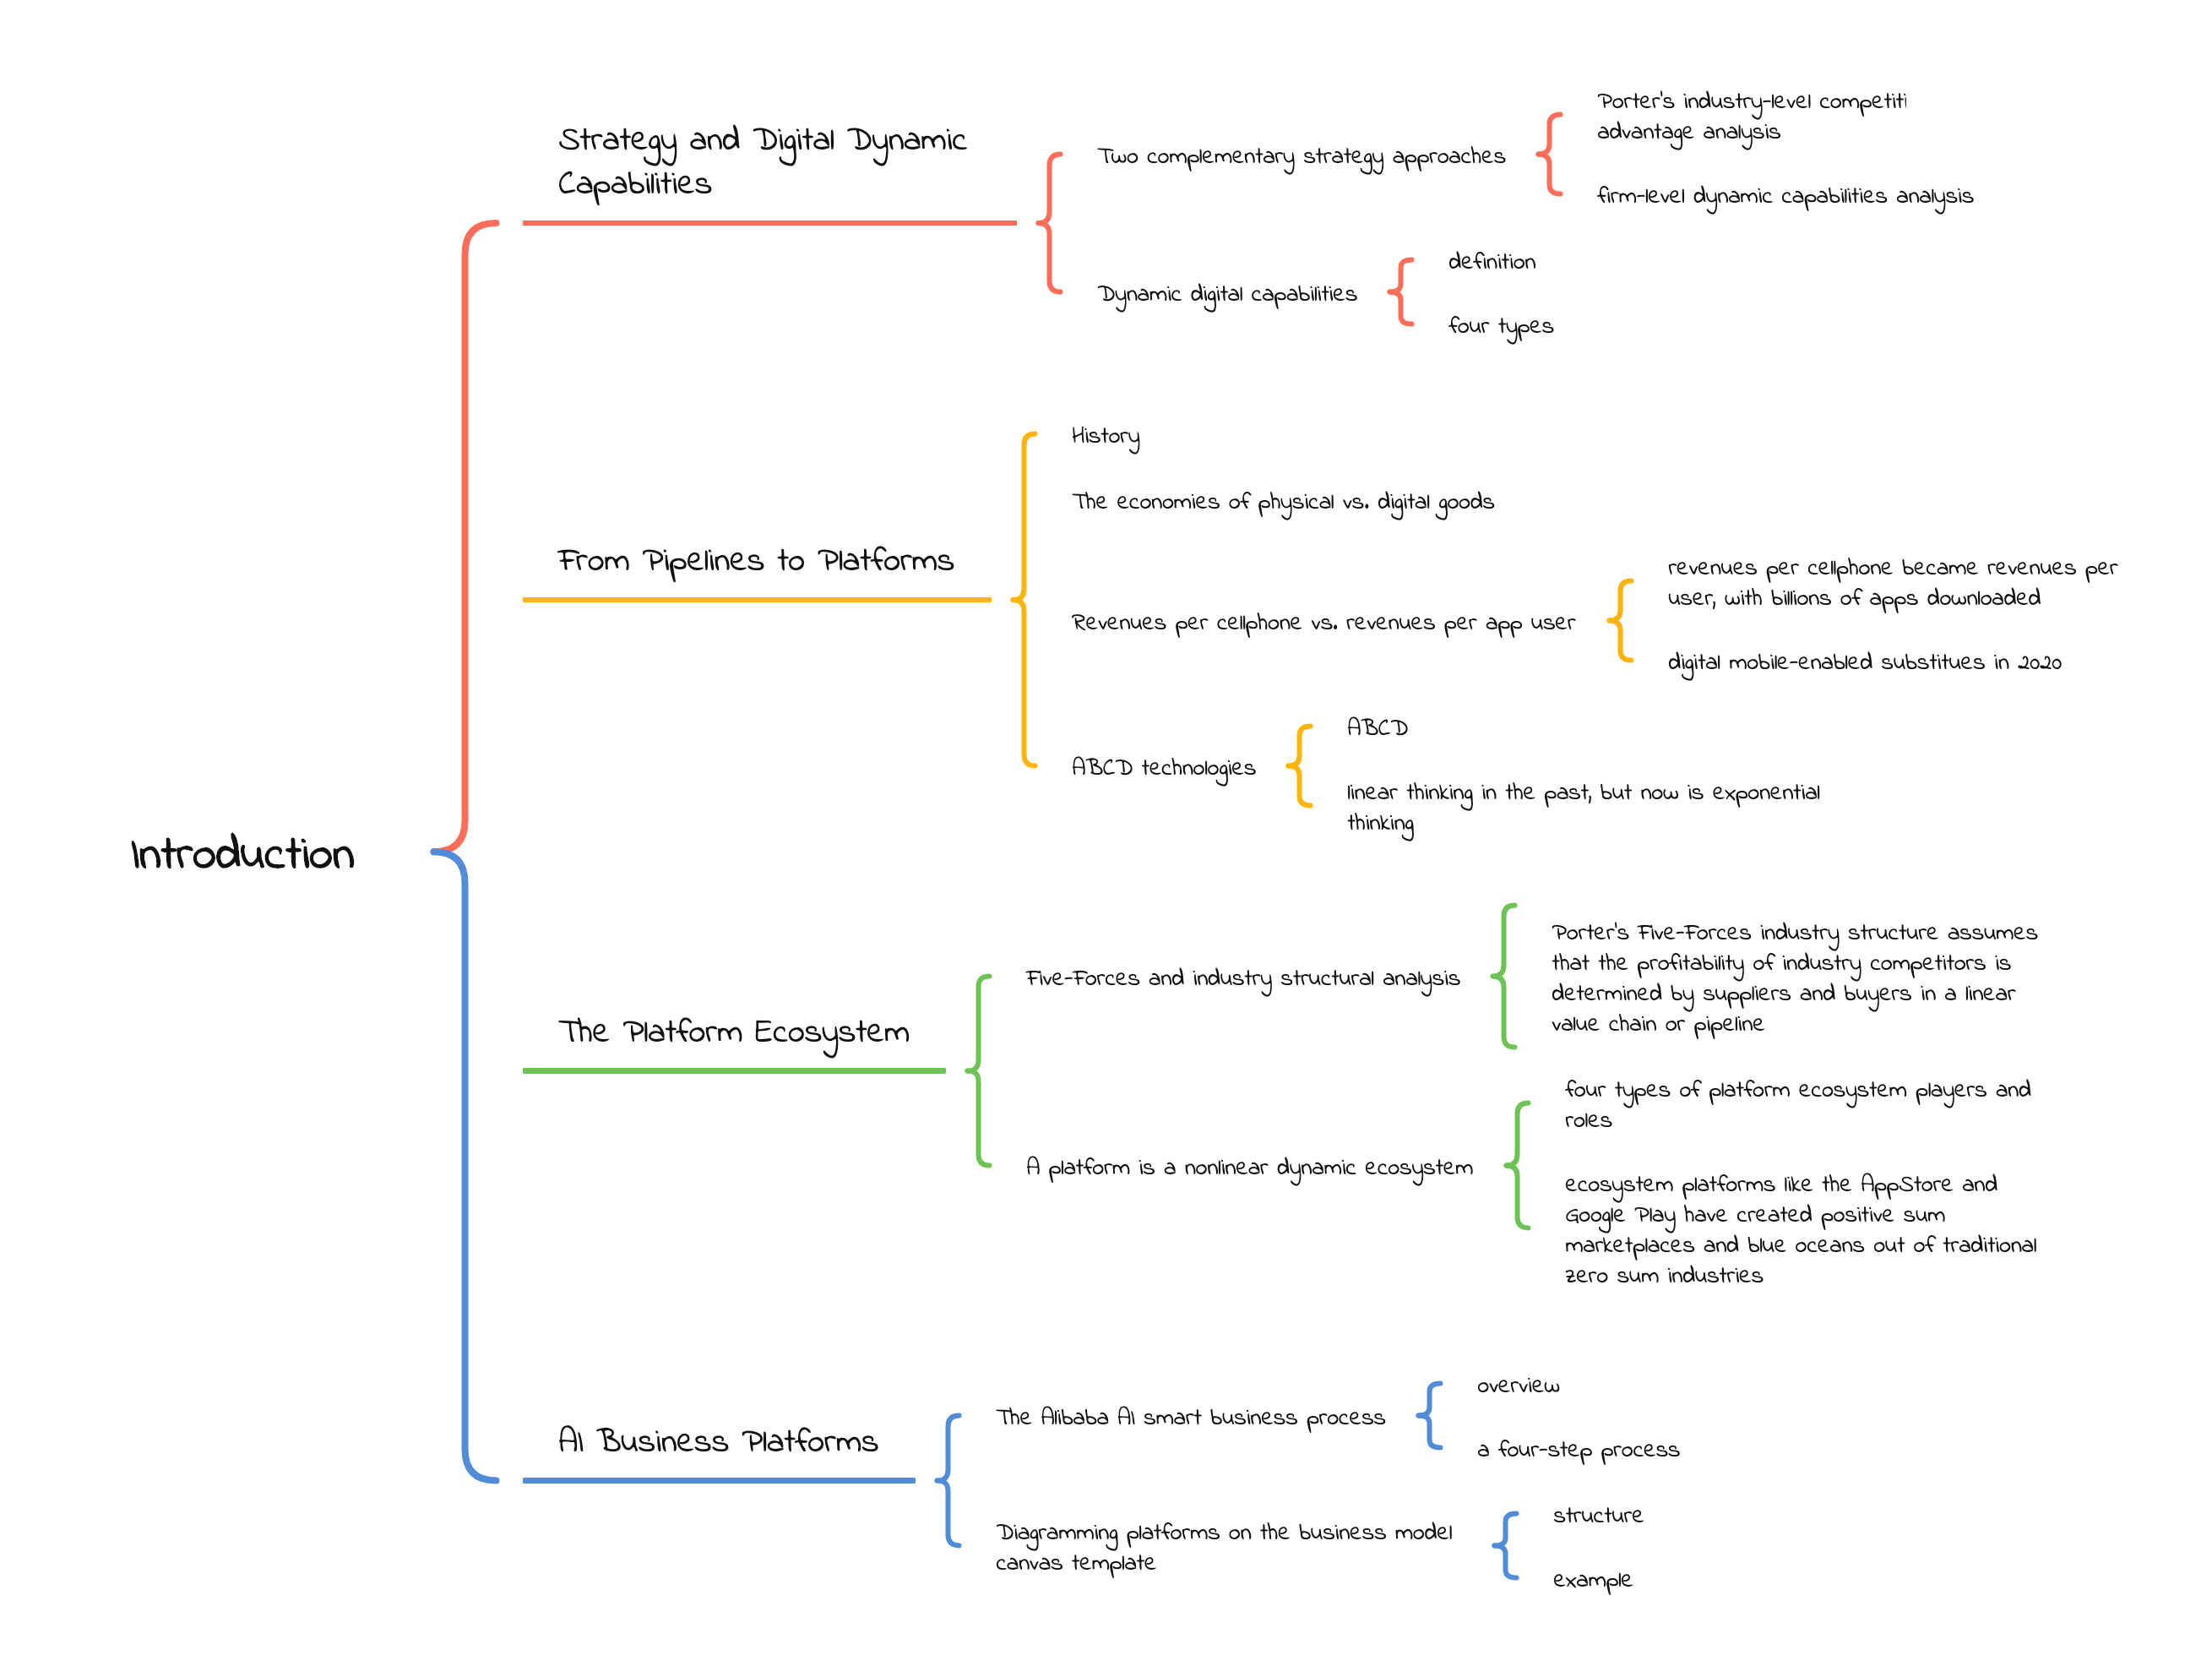 Introduction
Strategy and Digital Dynamic
Capabilities
Two complementary strategy approaches
Porter's industry-level competiti
advantage analysis
firm-level dynamic capabilities analysis
Dynamic digital capabilities
definition
four types
From Pipelines to Platforms
History
The economies of physical vs. digital goods
Revenues per cellphone vs. revenues per app user
revenues per cellphone became revenues per
user, with billions of apps downloaded
digital mobile-enabled substitues in 2020
ABCD technologies
ABCD
linear thinking in the past, but now is exponential
thinking
The Platform Ecosystem
Five-Forces and industry structural analysis
Porter's Five-Forces industry structure assumes
that the profitability of industry competitors is
determined by suppliers and buyers in a linear
value chain or pipeline
A platform is a nonlinear dynamic ecosystem
four types of platform ecosystem players and
roles
ecosystem platforms like the AppStore and
Google Play have created positive sum
marketplaces and blue oceans out of traditional
zero sum industries
AI Business Platforms
The Alibaba AI smart business process
overview
a four-step process
Diagramming platforms on the business model
canvas template
structure
example